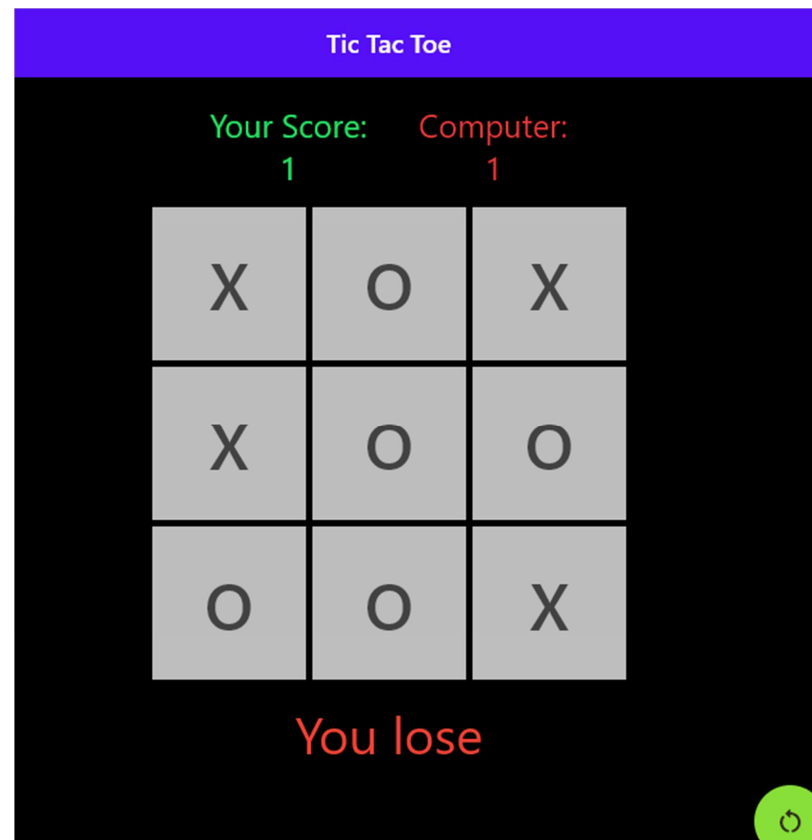 Tic Tac Toe
Your Score: Computer:
1 1
X O X
X O O
O O X
You lose